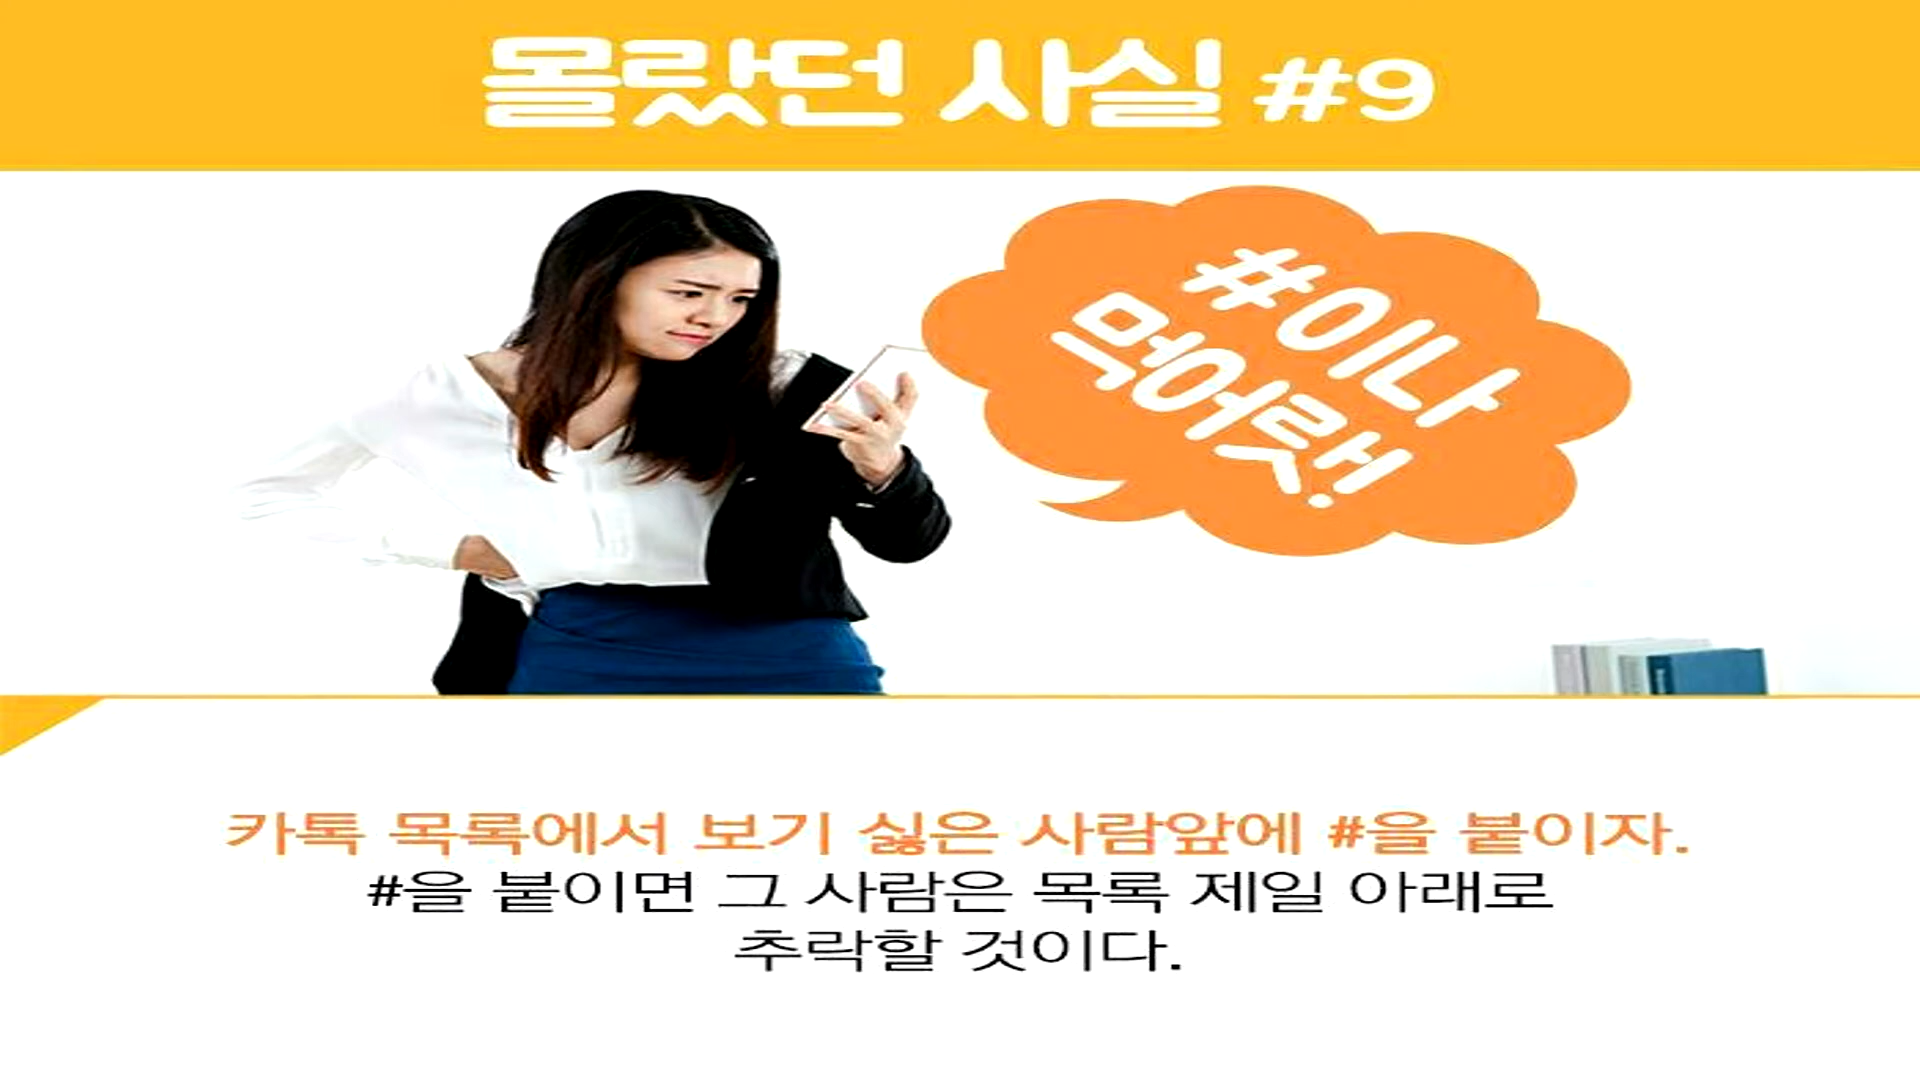 몰랐던 사실 #9
#이나
먹어랏!
카톡 목록에서 보기 싫은 사람앞에 #을 붙이자.
#을 붙이면 그 사람은 목록 제일 아래로
추락할 것이다.